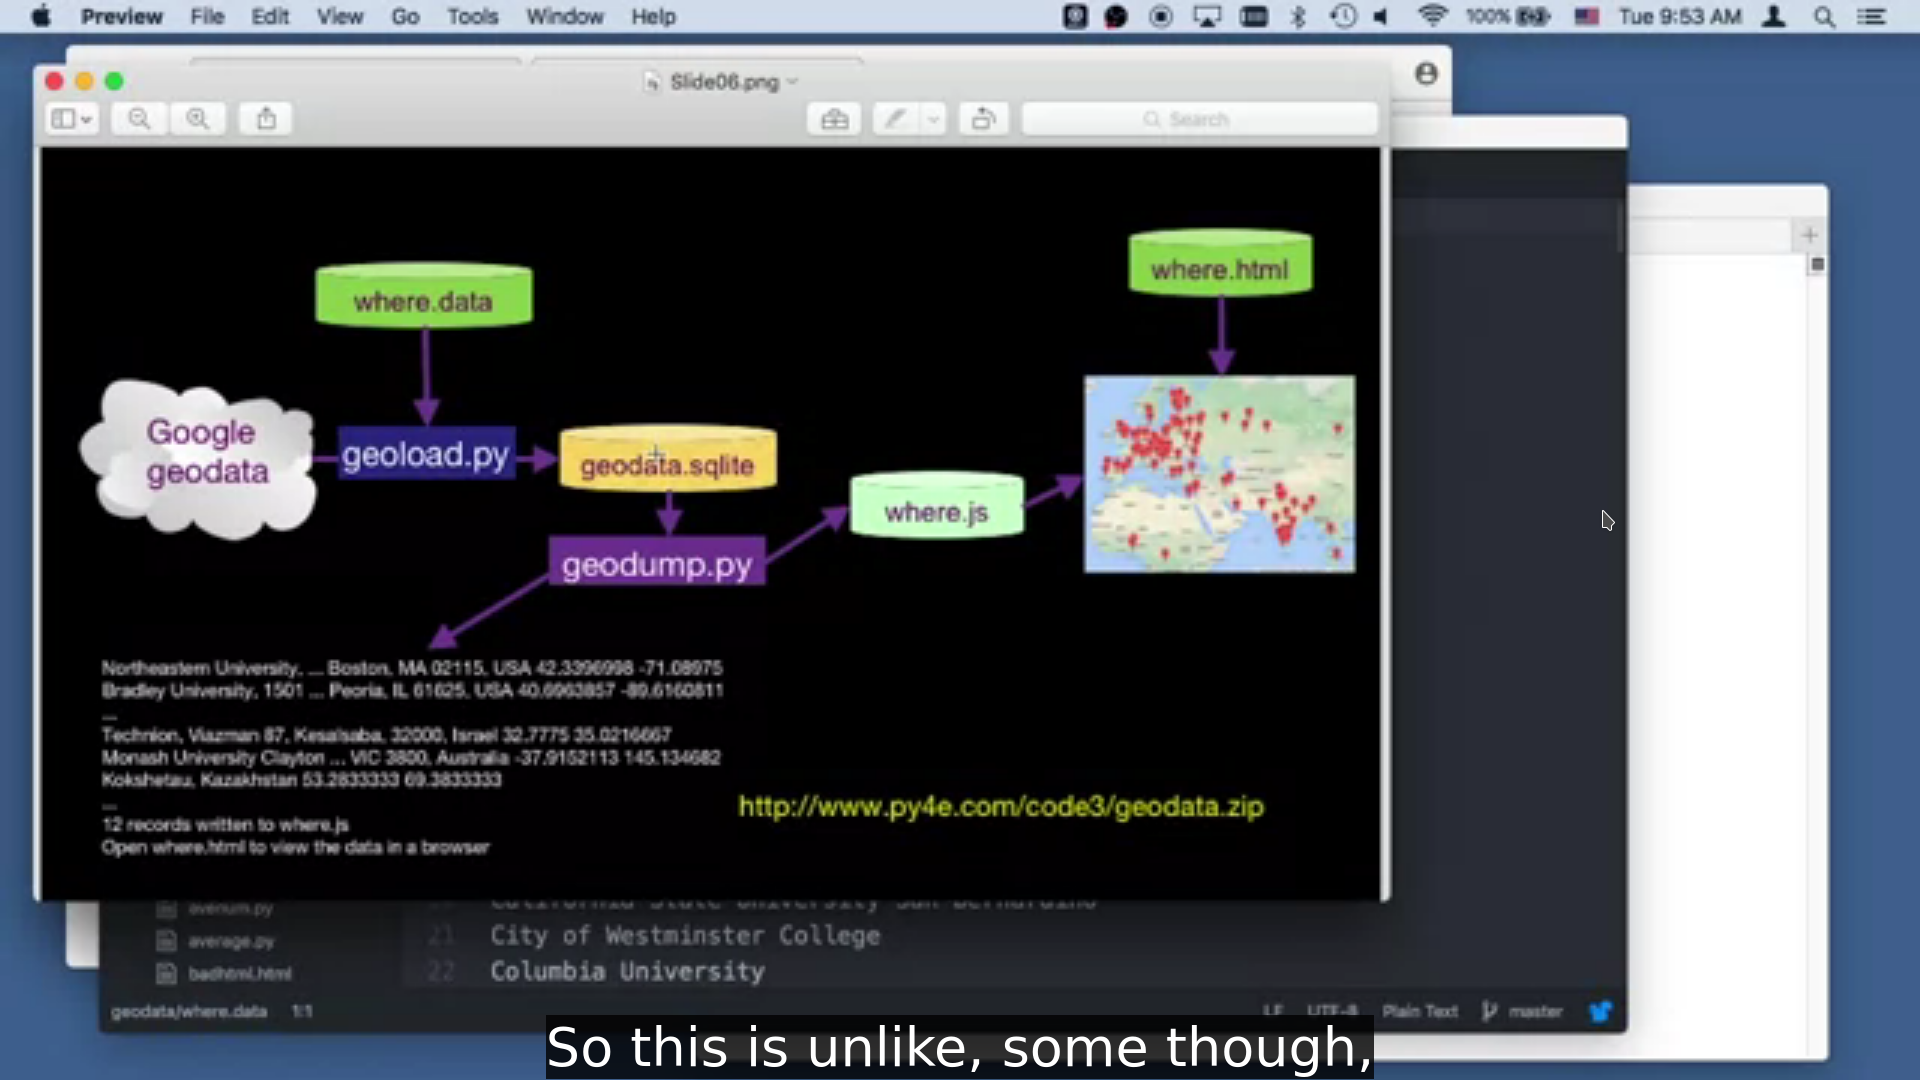 Preview File Edit View Go Tools Window Help 100% Tue 9:53 AM
Slide06.png
Search
where.data
where.html
Google
geodata
geoload.py
geodata.sqlite
where.js
geodump.py
Northeastern University, ... Boston, MA 02115, USA 42.3396998 -71.08975
Bradley University, 1501 ... Peoria, IL 61625, USA 40.6963857 -89.6160811
...
Technion, Viazman 87, Kesalsaba, 32000, Israel 32.7775 35.0216667
Monash University Clayton ... VIC 3800, Australia -37.9152113 145.134682
Kokshetau, Kazakhstan 53.2833333 69.3833333
...
12 records written to where.js
Open where.html to view the data in a browser
http://www.py4e.com/code3/geodata.zip
avenum.py
California State University San Bernardino
average.py
21 City of Westminster College
badhtml.html
22 Columbia University
geodata/where.data 1:1 LF UTF-8 Plain Text master
So this is unlike, some though,